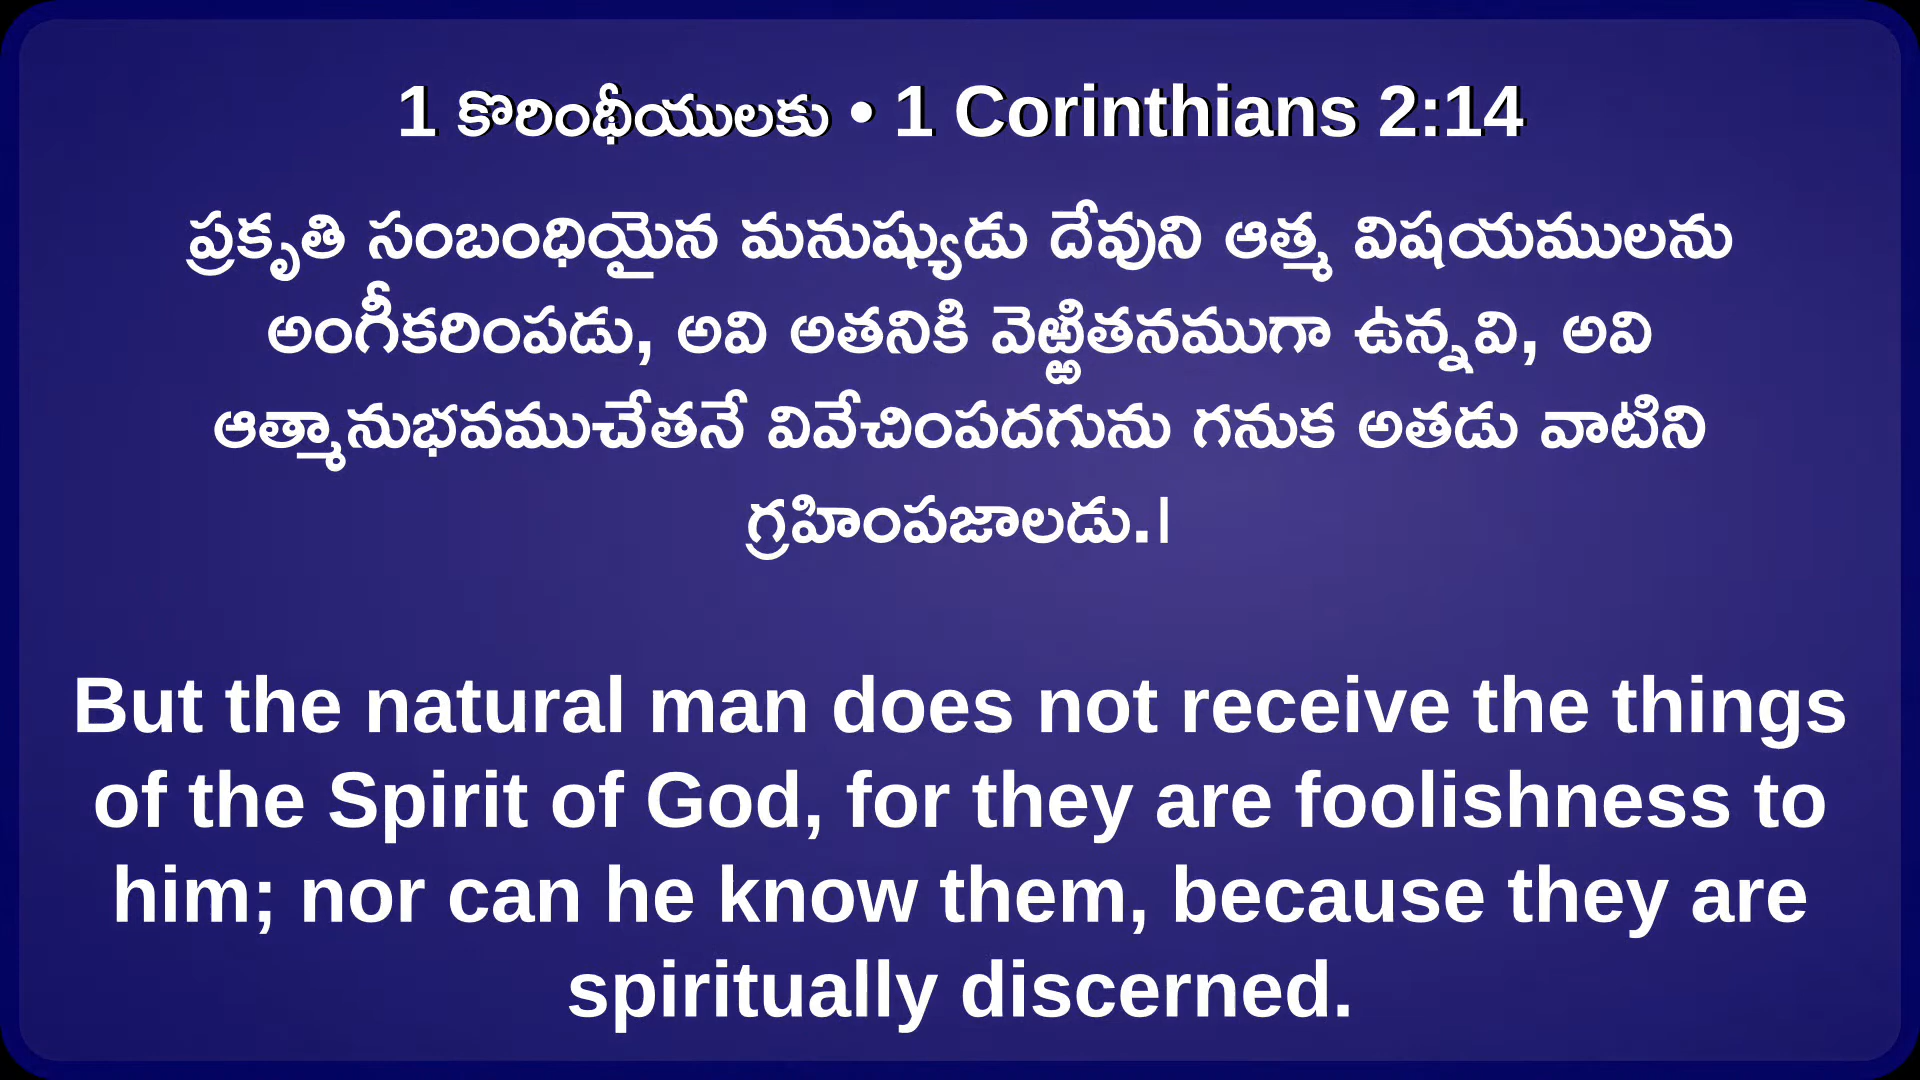 1 కొరింథీయులకు • 1 Corinthians 2:14
ప్రకృతి సంబంధియైన మనుష్యుడు దేవుని ఆత్మ విషయములను
అంగీకరింపడు, అవి అతనికి వెఱ్ఱితనముగా ఉన్నవి, అవి
ఆత్మానుభవముచేతనే వివేచింపదగును గనుక అతడు వాటిని
గ్రహింపజాలడు.।
But the natural man does not receive the things
of the Spirit of God, for they are foolishness to
him; nor can he know them, because they are
spiritually discerned.